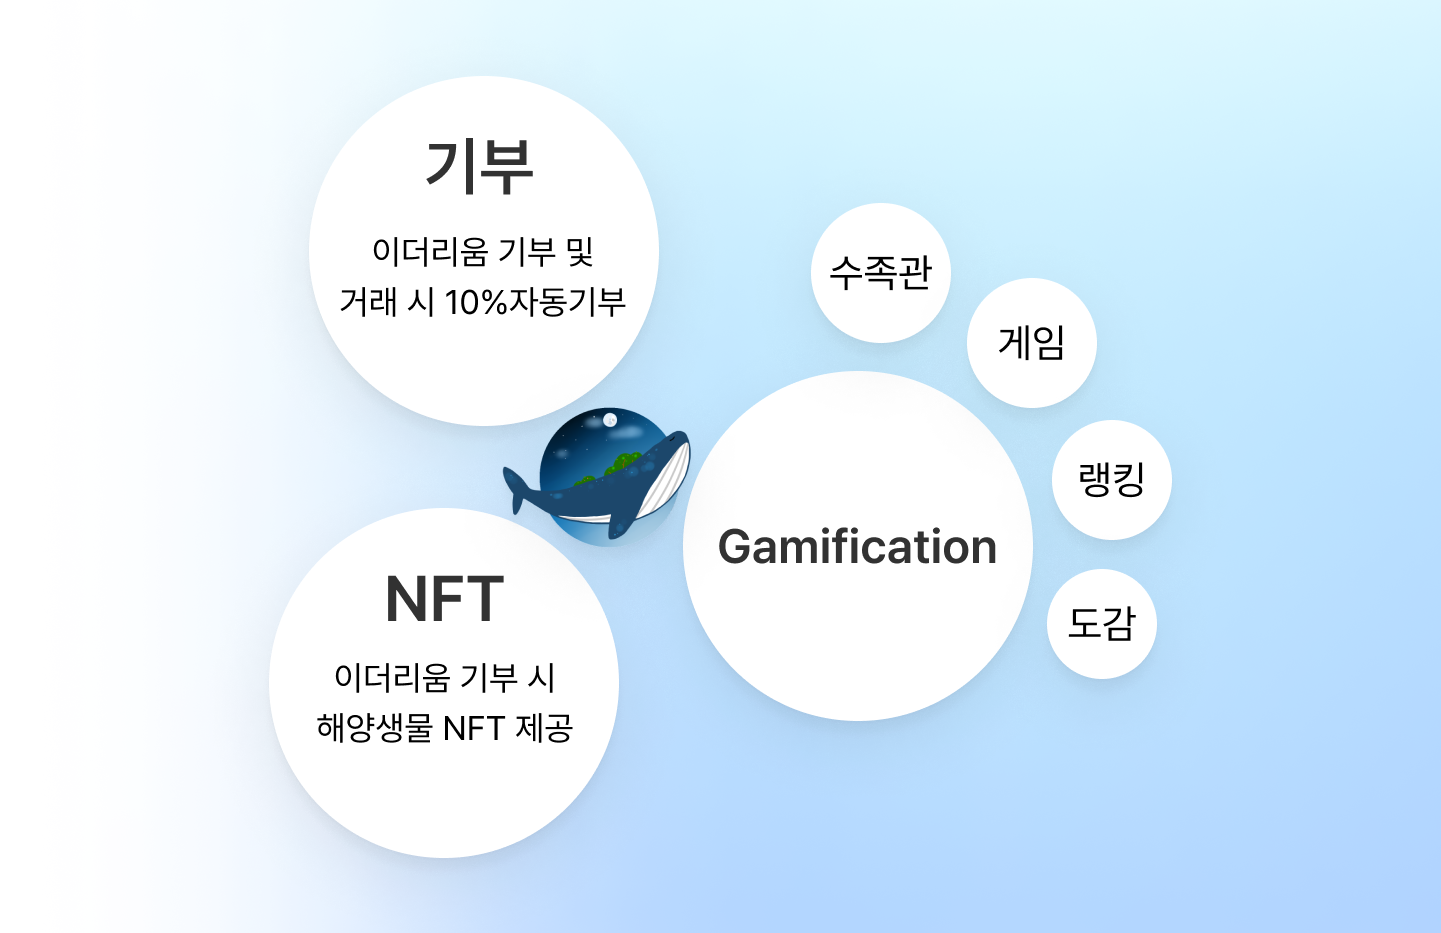 기부
이더리움 기부 및
거래 시 10%자동기부
NFT
이더리움 기부 시
해양생물 NFT 제공
Gamification
수족관
게임
랭킹
도감